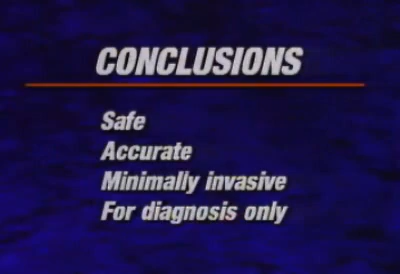 CONCLUSIONS
Safe
Accurate
Minimally invasive
For diagnosis only